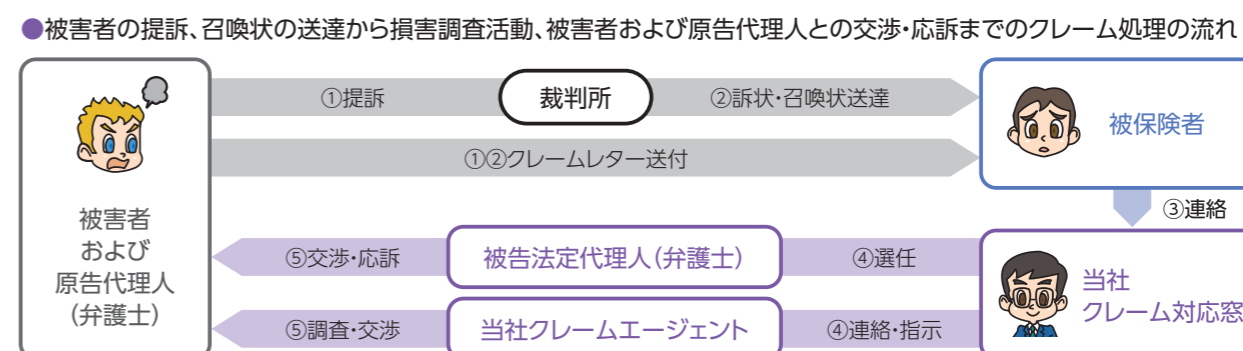 ●被害者の提訴、召喚状の送達から損害調査活動、被害者および原告代理人との交渉・応訴までのクレーム処理の流れ
①提訴
裁判所
②訴状・召喚状送達
①②クレームレター送付
被保険者
③連絡
被害者
および
原告代理人
(弁護士)
⑤交渉・応訴
被告法定代理人(弁護士)
④選任
⑤調査・交渉
当社クレームエージェント
④連絡・指示
当社
クレーム対応窓